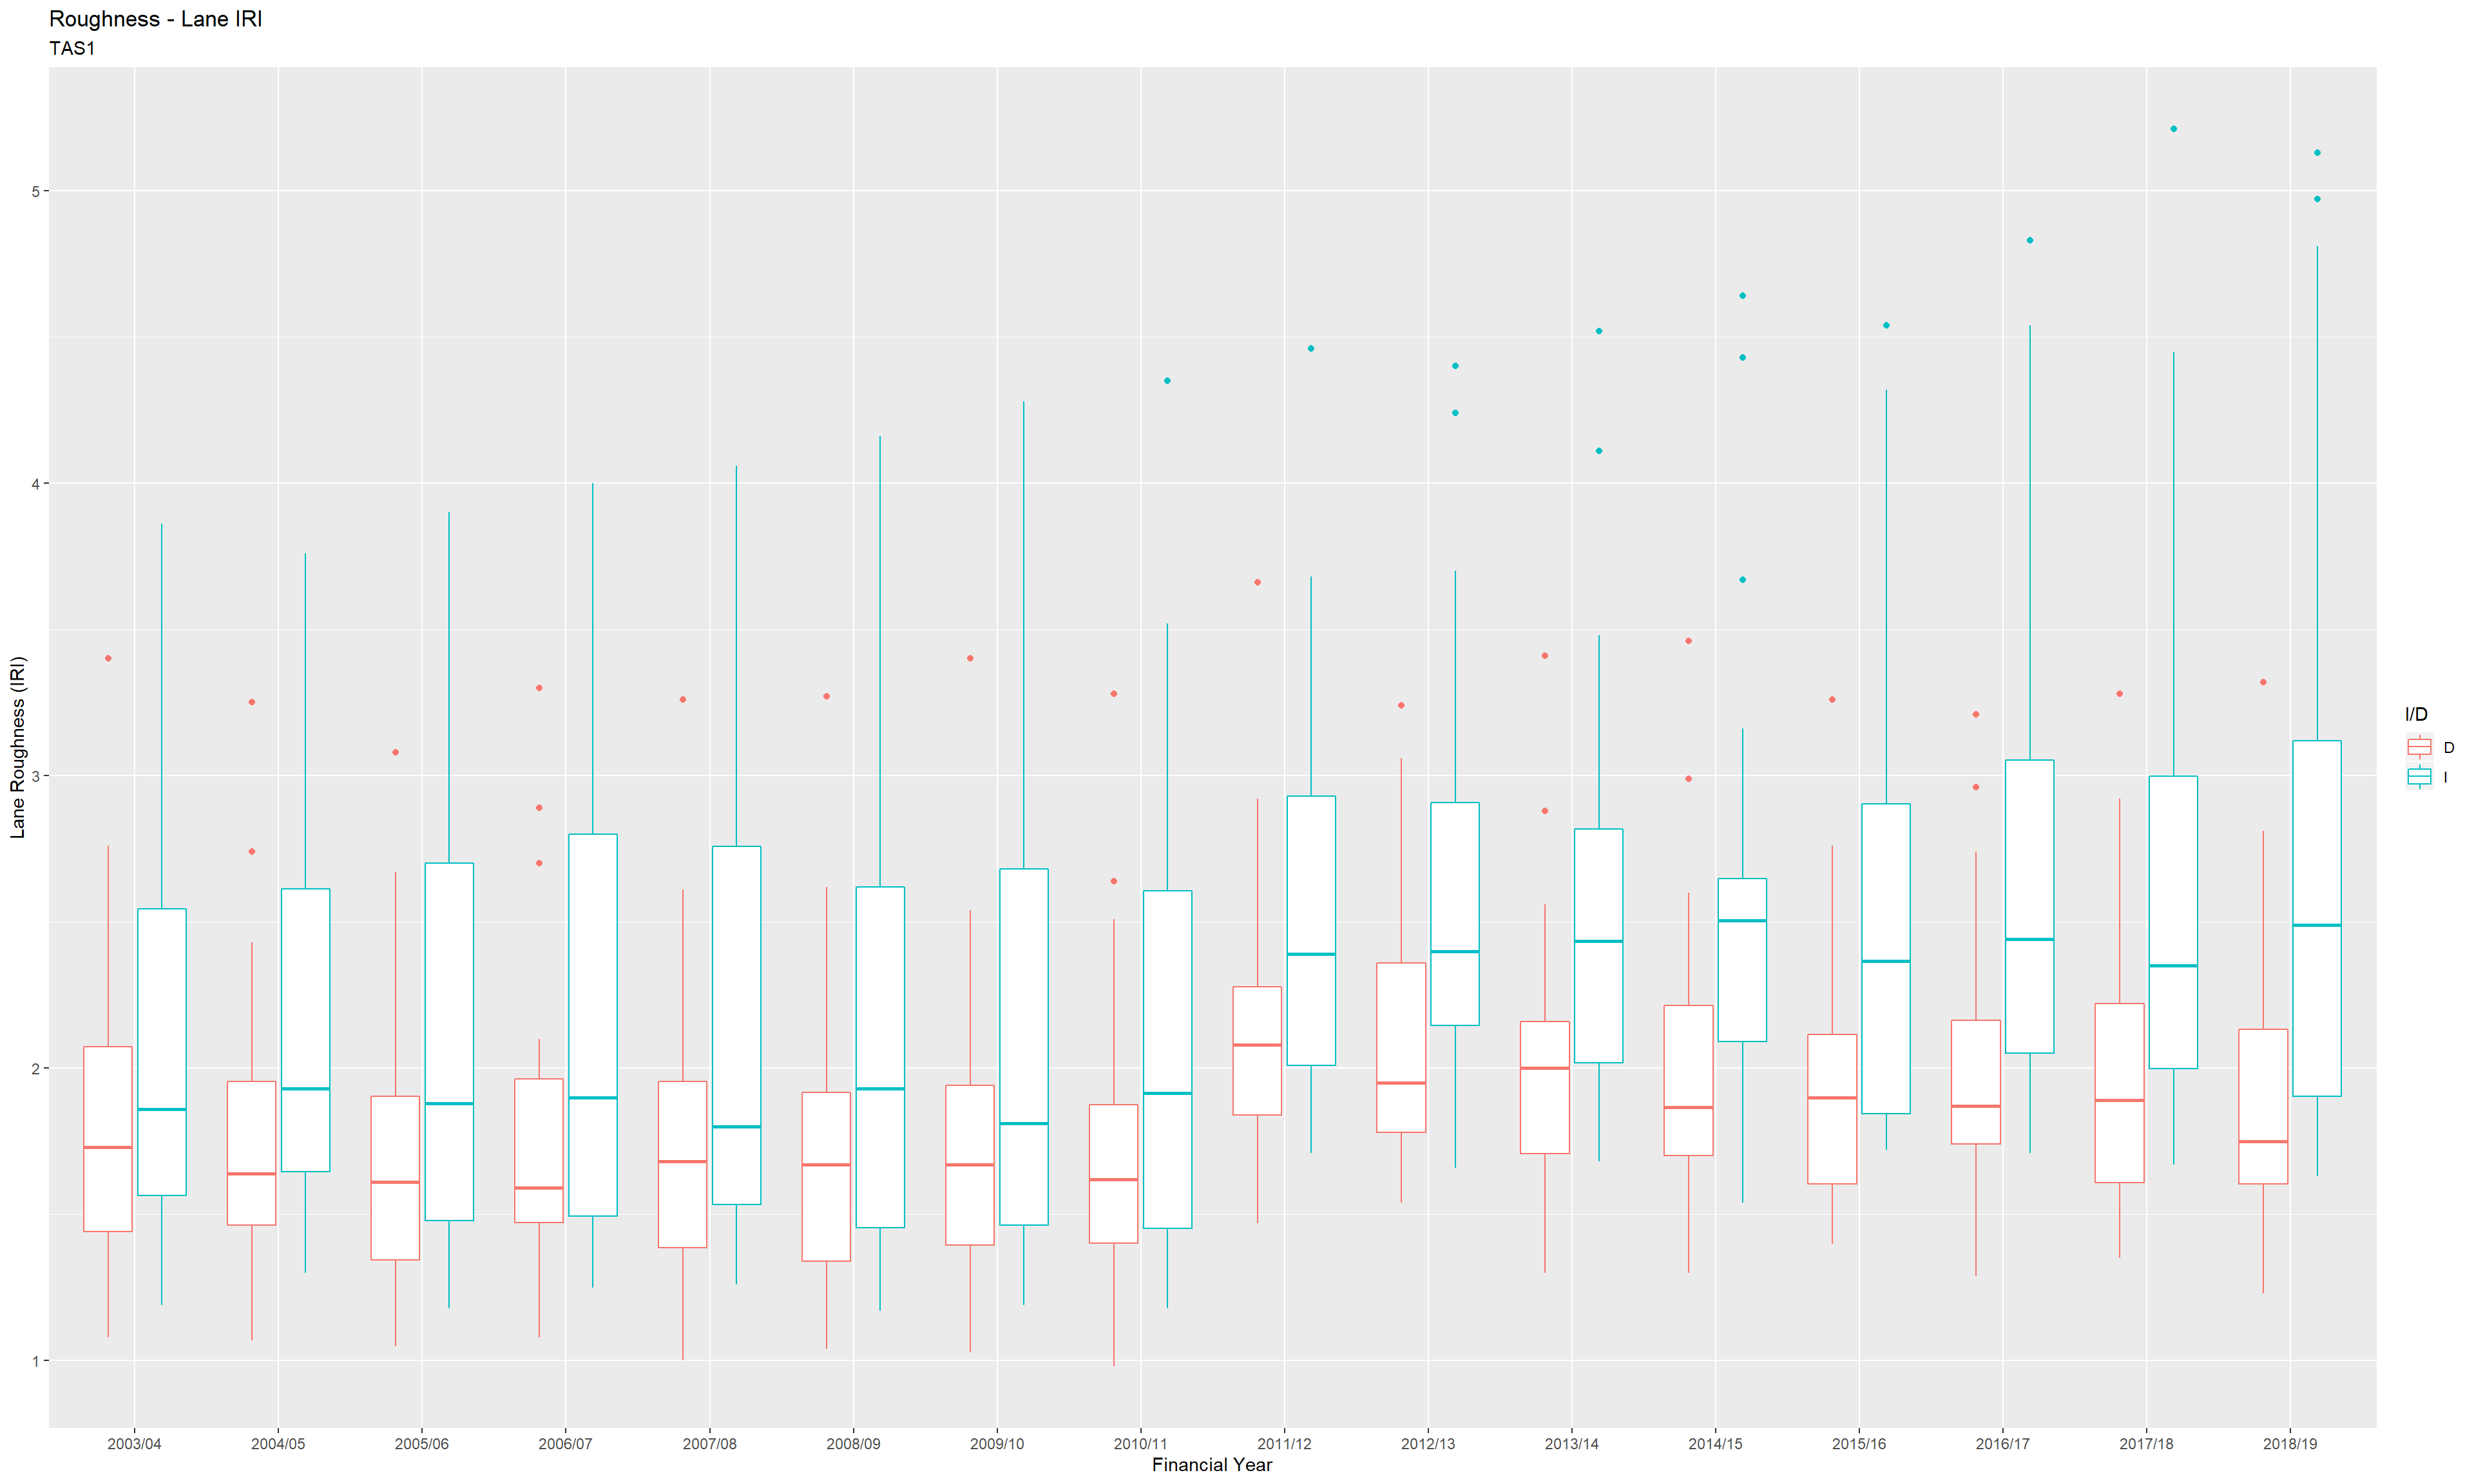 Roughness - Lane IRI
TAS1
Lane Roughness (IRI)
5
4
3
2
1
2003/04 2004/05 2005/06 2006/07 2007/08 2008/09 2009/10 2010/11 2011/12 2012/13 2013/14 2014/15 2015/16 2016/17 2017/18 2018/19
Financial Year
I/D
D
I